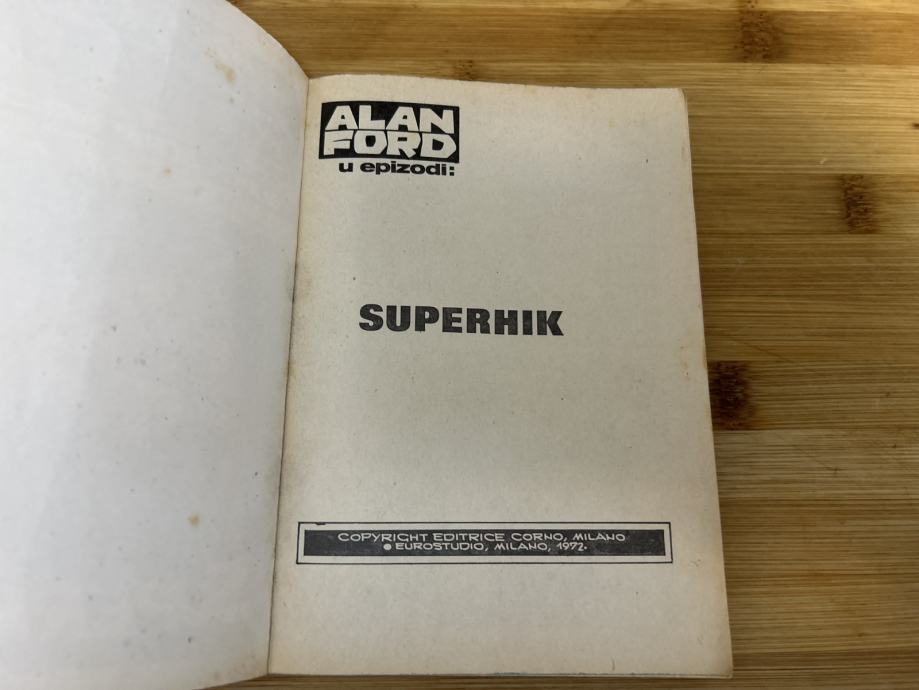 ALAN
FORD
u epizodi:
SUPERHIK
COPYRIGHT EDITRICE CORNO, MILANO
● EUROSTUDIO, MILANO, 1972.